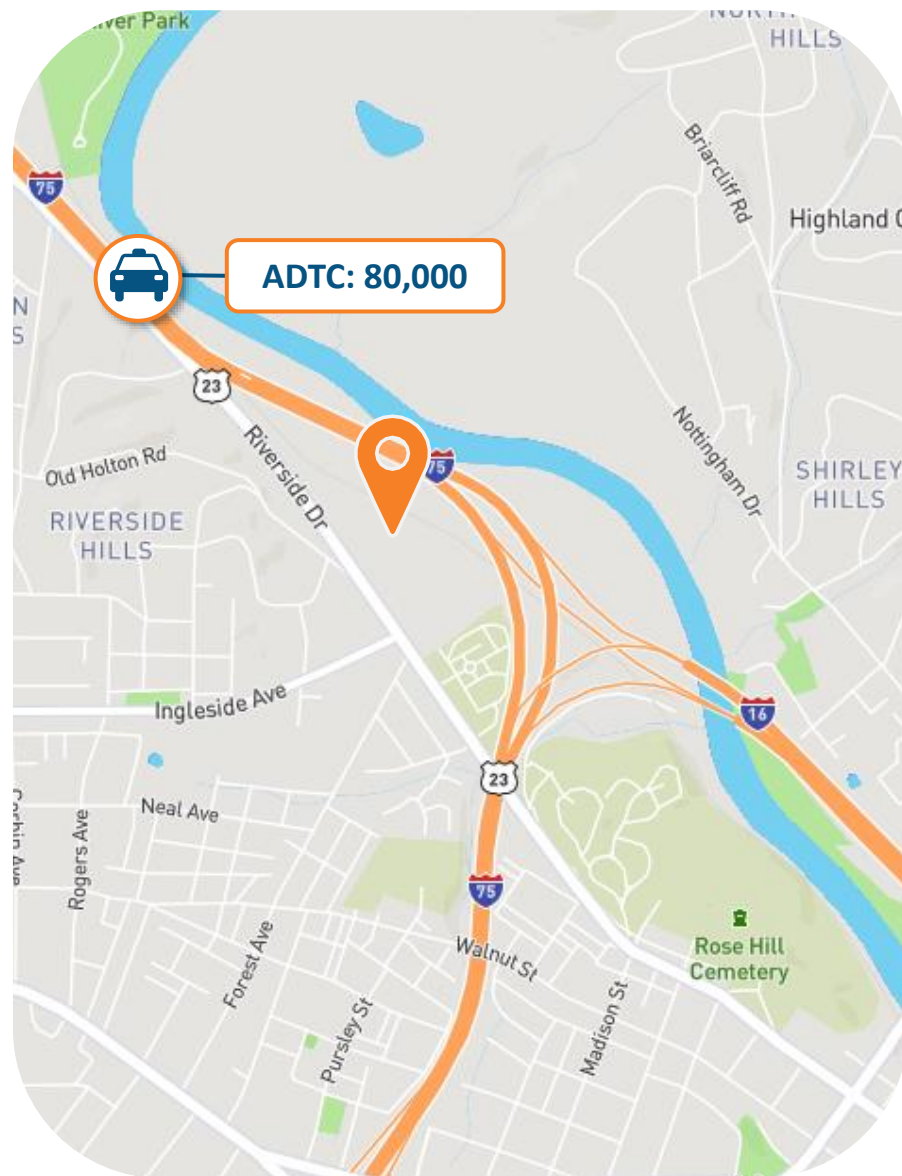 River Park
HILLS
75
Briarcliff Rd
Highland
ADTC: 80,000
23
Riverside Dr
Old Holton Rd
75
Nottingham Dr
SHIRLEY
HILLS
RIVERSIDE
HILLS
Ingleside Ave
16
23
Neal Ave
Rogers Ave
75
Forest Ave
Walnut St
Rose Hill
Cemetery
Pursley St
Madison St